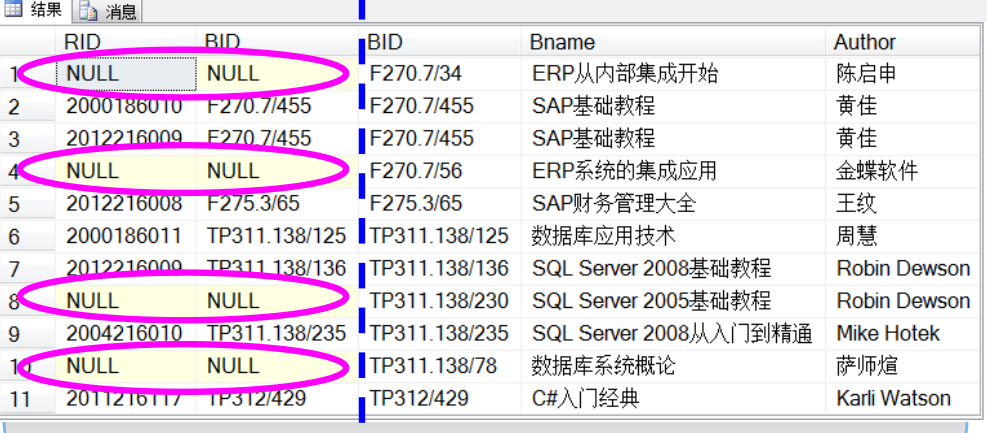 结果 消息
RID BID BID Bname Author
1 NULL NULL F270.7/34 ERP从内部集成开始 陈启申
2 2000186010 F270.7/455 F270.7/455 SAP基础教程 黄佳
3 2012216009 F270.7/455 F270.7/455 SAP基础教程 黄佳
4 NULL NULL F270.7/56 ERP系统的集成应用 金蝶软件
5 2012216008 F275.3/65 F275.3/65 SAP财务管理大全 王纹
6 2000186011 TP311.138/125 TP311.138/125 数据库应用技术 周慧
7 2012216009 TP311.138/136 TP311.138/136 SQL Server 2008基础教程 Robin Dewson
8 NULL NULL TP311.138/230 SQL Server 2005基础教程 Robin Dewson
9 2004216010 TP311.138/235 TP311.138/235 SQL Server 2008从入门到精通 Mike Hotek
10 NULL NULL TP311.138/78 数据库系统概论 萨师煊
11 2011216117 TP312/429 TP312/429 C#入门经典 Karli Watson